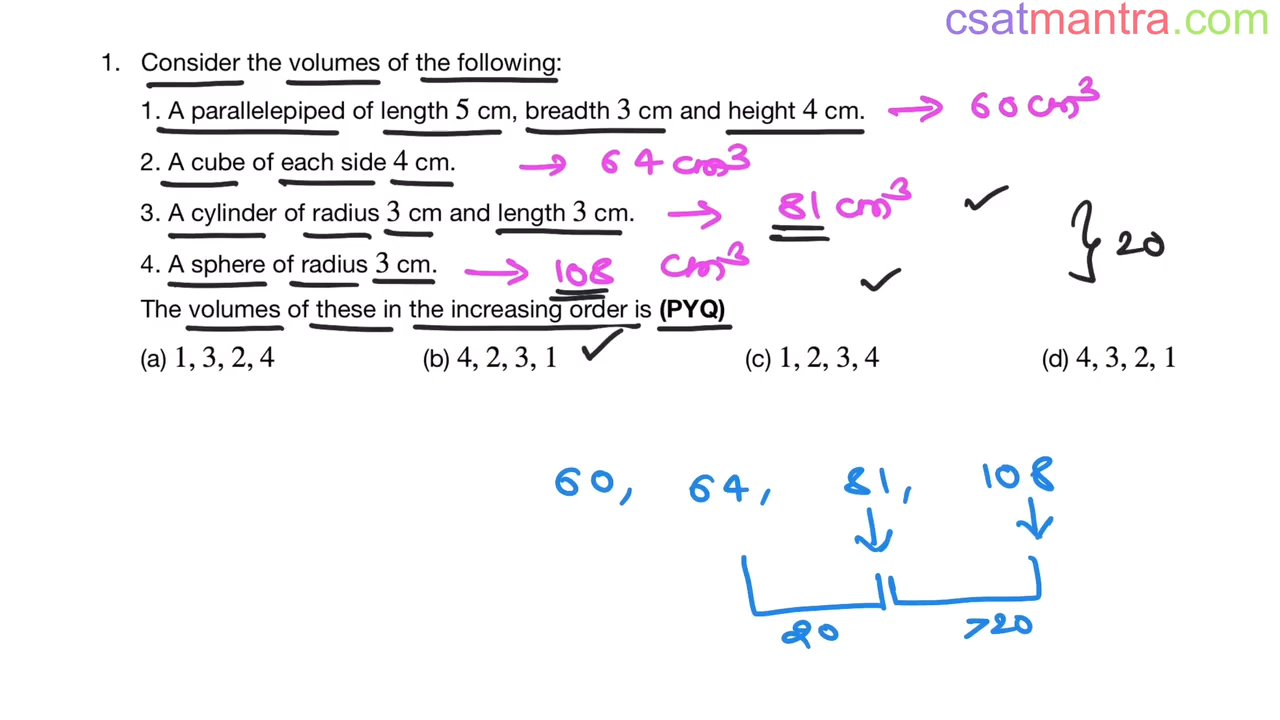 csatmantra.com
1. Consider the volumes of the following:
1. A parallelepiped of length 5 cm, breadth 3 cm and height 4 cm. → 60 cm³
2. A cube of each side 4 cm. → 64 cm³
3. A cylinder of radius 3 cm and length 3 cm. → 81 cm³ ✓
} 20
4. A sphere of radius 3 cm. → 108 cm³ ✓
The volumes of these in the increasing order is (PYQ)
(a) 1, 3, 2, 4 (b) 4, 2, 3, 1 ✓ (c) 1, 2, 3, 4 (d) 4, 3, 2, 1
60, 64, 81, 108
20 >20